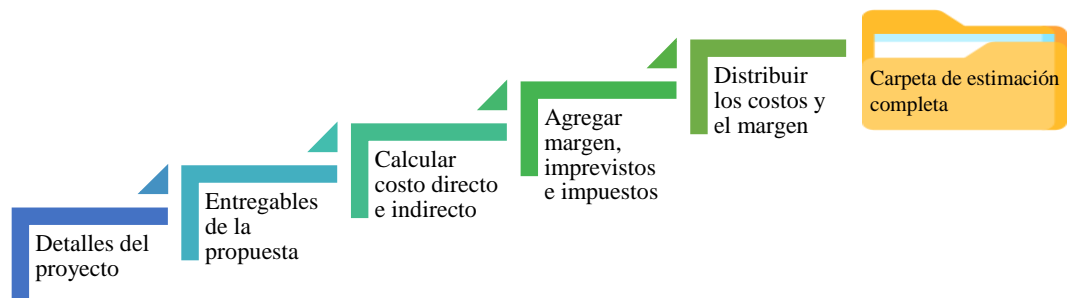 Detalles del
proyecto
Entregables
de la
propuesta
Calcular
costo directo
e indirecto
Agregar
margen,
imprevistos
e impuestos
Distribuir
los costos y
el margen
Carpeta de estimación
completa